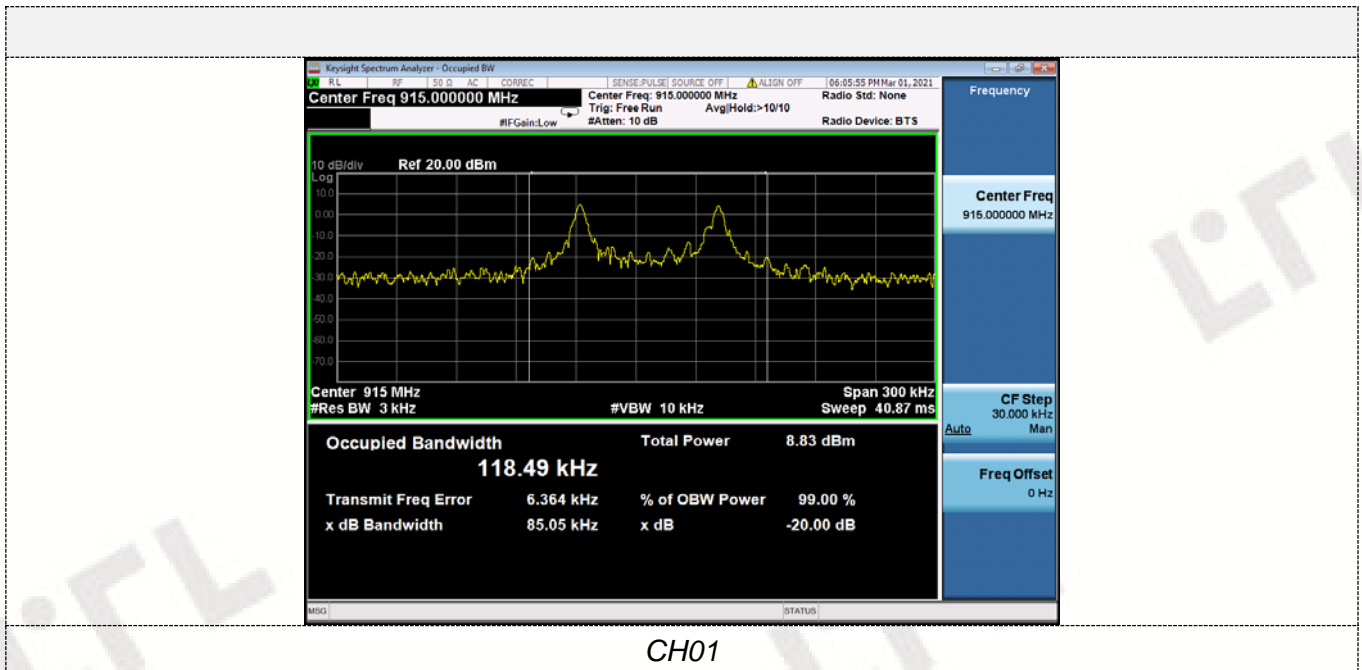 Keysight Spectrum Analyzer - Occupied BW
LXI RL RF 50 Ω AC CORREC SENSE:PULSE SOURCE OFF ALIGN OFF 06:05:55 PM Mar 01, 2021
Center Freq 915.000000 MHz
Center Freq: 915.000000 MHz Radio Std: None
Trig: Free Run Avg|Hold:>10/10
#IFGain:Low #Atten: 10 dB Radio Device: BTS
Frequency
10 dB/div Ref 20.00 dBm
Log
10.0
0.00
-10.0
-20.0
-30.0
-40.0
-50.0
-60.0
-70.0
Center Freq
915.000000 MHz
Center 915 MHz Span 300 kHz
#Res BW 3 kHz #VBW 10 kHz Sweep 40.87 ms
CF Step
30.000 kHz
Auto Man
Occupied Bandwidth Total Power 8.83 dBm
118.49 kHz
Transmit Freq Error 6.364 kHz % of OBW Power 99.00 %
x dB Bandwidth 85.05 kHz x dB -20.00 dB
Freq Offset
0 Hz
MSG STATUS
CH01